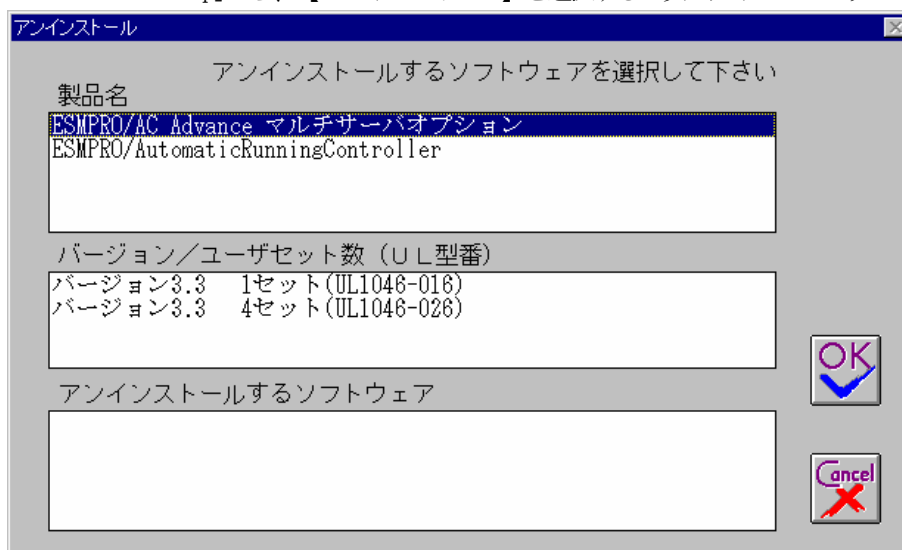 アンインストール
アンインストールするソフトウェアを選択して下さい
製品名
ESMPRO/AC Advance マルチサーバオプション
ESMPRO/AutomaticRunningController
バージョン/ユーザセット数(UL型番)
バージョン3.3 1セット(UL1046-016)
バージョン3.3 4セット(UL1046-026)
OK
アンインストールするソフトウェア
Cancel